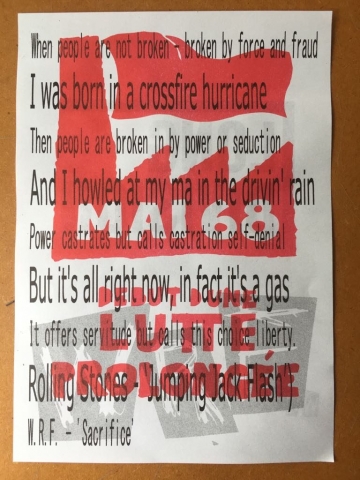 When people are not broken - broken by force and fraud
I was born in a crossfire hurricane
Then people are broken in by power or seduction
And I howled at my ma in the drivin' rain
MAI 68
Power castrates but calls castration self-denial
But it's all right now, in fact it's a gas
LUTTE
It offers servitude but calls this choice liberty.
PROLONGÉE
Rolling Stones - 'Jumping Jack Flash')
W.R.F. - 'Sacrifice'